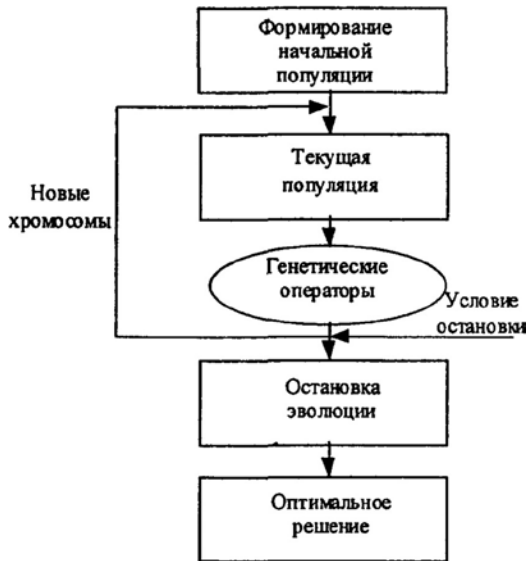 Формирование
начальной
популяции
Текущая
популяция
Новые
хромосомы
Генетические
операторы
Условие
остановки
Остановка
эволюции
Оптимальное
решение